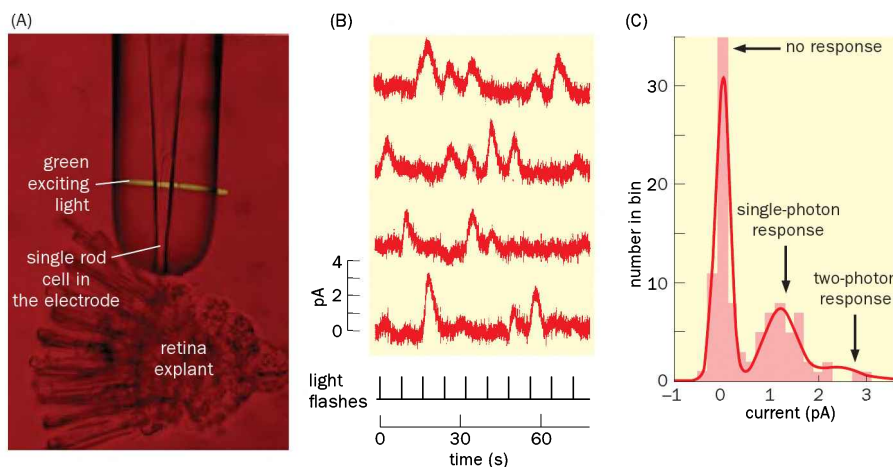 (A)
green
exciting
light
single rod
cell in
the electrode
retina
explant
(B)
4
2
0
pA
light
flashes
0 30 60
time (s)
(C)
30
20
10
0
number in bin
no response
single-photon
response
two-photon
response
–1 0 1 2 3
current (pA)